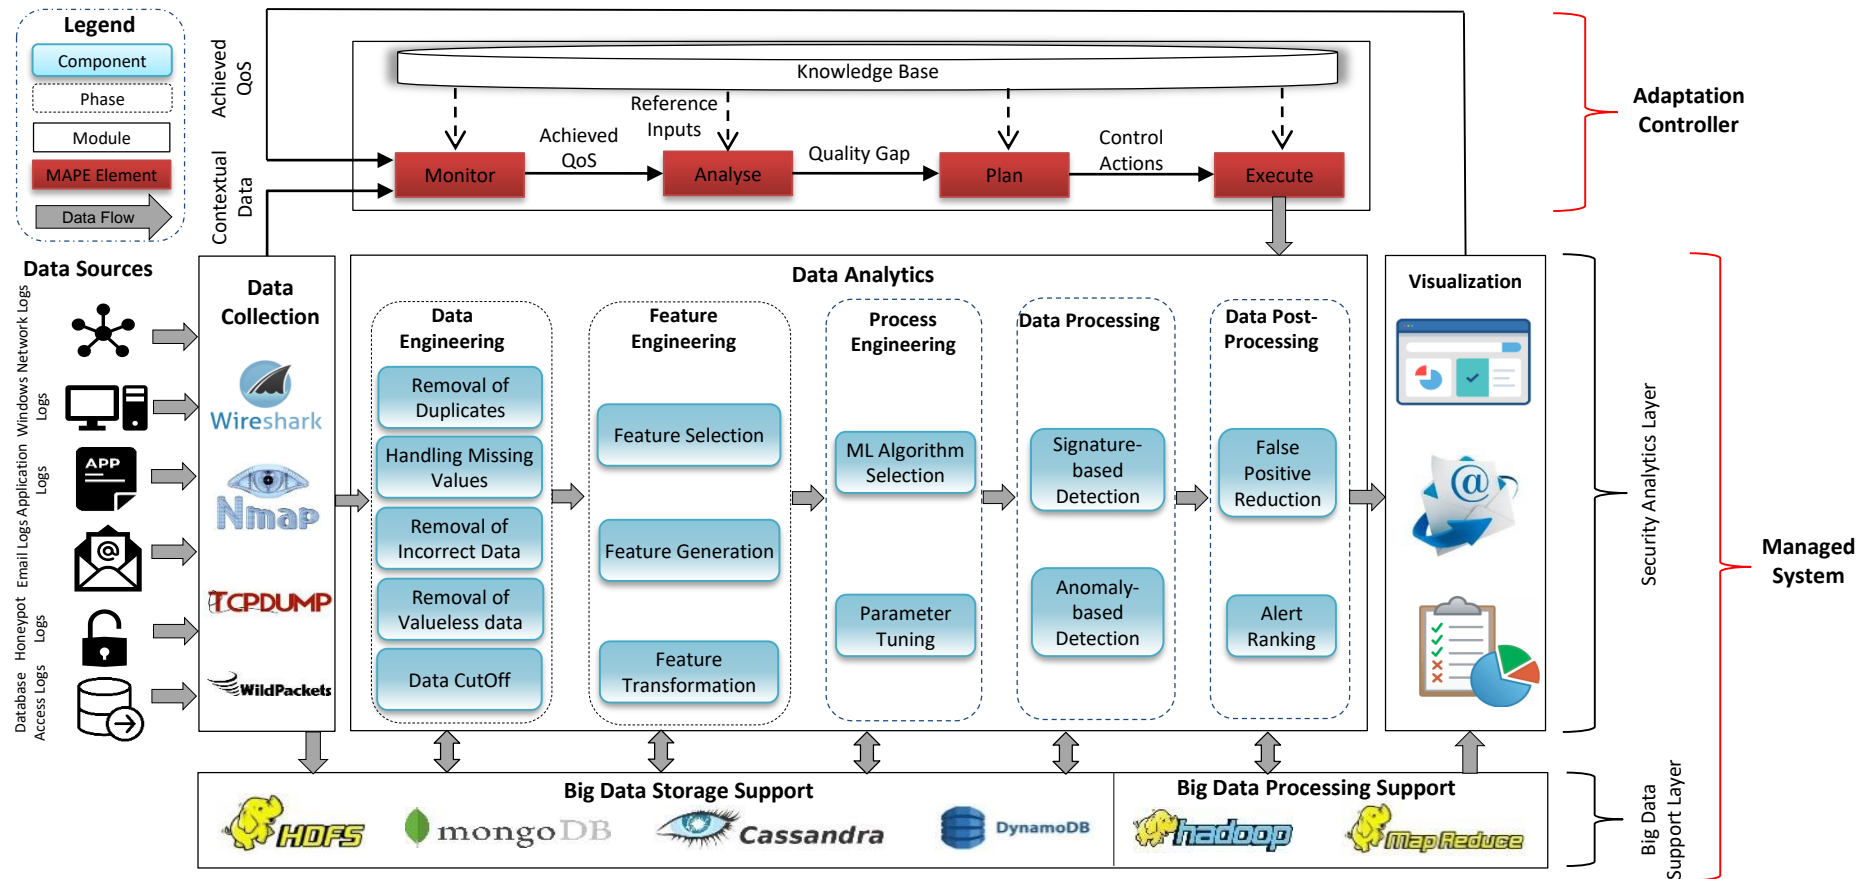 Legend
Component
Phase
Module
MAPE Element
Data Flow
Achieved
QoS
Contextual
Data
Knowledge Base
Reference
Inputs
Achieved
QoS
Quality Gap
Control
Actions
Monitor
Analyse
Plan
Execute
Adaptation
Controller
Data Sources
Network Logs
Windows
Logs
Application
Logs
Email Logs
Honeypot
Logs
Database
Access Logs
APP
Data
Collection
Wireshark
Nmap
TCPDUMP
WildPackets
Data Analytics
Data
Engineering
Removal of
Duplicates
Handling Missing
Values
Removal of
Incorrect Data
Removal of
Valueless data
Data CutOff
Feature
Engineering
Feature Selection
Feature Generation
Feature
Transformation
Process
Engineering
ML Algorithm
Selection
Parameter
Tuning
Data Processing
Signature-
based
Detection
Anomaly-
based
Detection
Data Post-
Processing
False
Positive
Reduction
Alert
Ranking
Visualization
@
Security Analytics Layer
Managed
System
Big Data Storage Support
HDFS
mongoDB
Cassandra
DynamoDB
Big Data Processing Support
hadoop
Map Reduce
Big Data
Support Layer